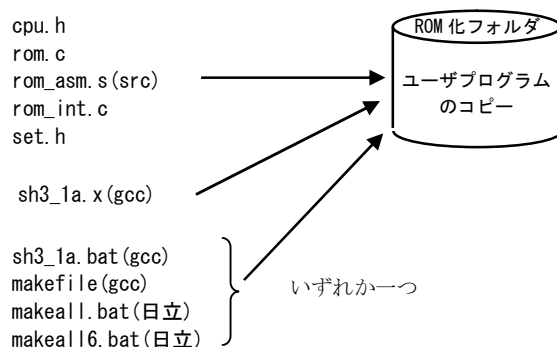 cpu.h
rom.c
rom_asm.s(src)
rom_int.c
set.h
sh3_1a.x(gcc)
sh3_1a.bat(gcc)
makefile(gcc)
makeall.bat(日立)
makeall6.bat(日立)
いずれか一つ
ROM化フォルダ
ユーザプログラム
のコピー